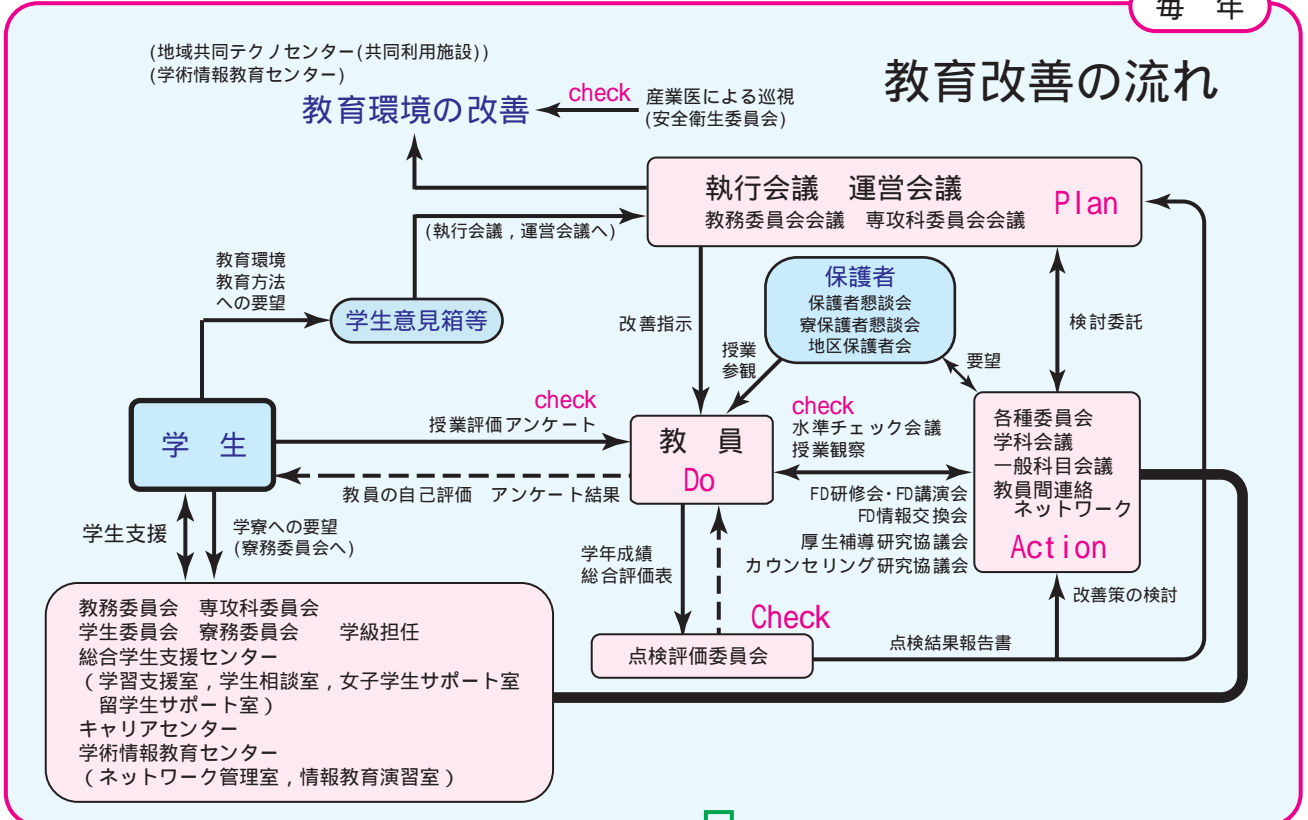 毎 年
教育改善の流れ
(地域共同テクノセンター(共同利用施設))
(学術情報教育センター)
教育環境の改善
check
産業医による巡視
(安全衛生委員会)
執行会議 運営会議
教務委員会会議 専攻科委員会会議
Plan
(執行会議,運営会議へ)
教育環境
教育方法
への要望
学生意見箱等
改善指示
保護者
保護者懇談会
寮保護者懇談会
地区保護者会
授業
参観
要望
検討委託
学 生
check
授業評価アンケート
教員の自己評価 アンケート結果
教 員
Do
check
水準チェック会議
授業観察
FD研修会・FD講演会
FD情報交換会
厚生補導研究協議会
カウンセリング研究協議会
各種委員会
学科会議
一般科目会議
教員間連絡
ネットワーク
Action
学生支援
学寮への要望
(寮務委員会へ)
学年成績
総合評価表
Check
点検評価委員会
点検結果報告書
改善策の検討
教務委員会 専攻科委員会
学生委員会 寮務委員会 学級担任
総合学生支援センター
(学習支援室,学生相談室,女子学生サポート室
留学生サポート室)
キャリアセンター
学術情報教育センター
(ネットワーク管理室,情報教育演習室)